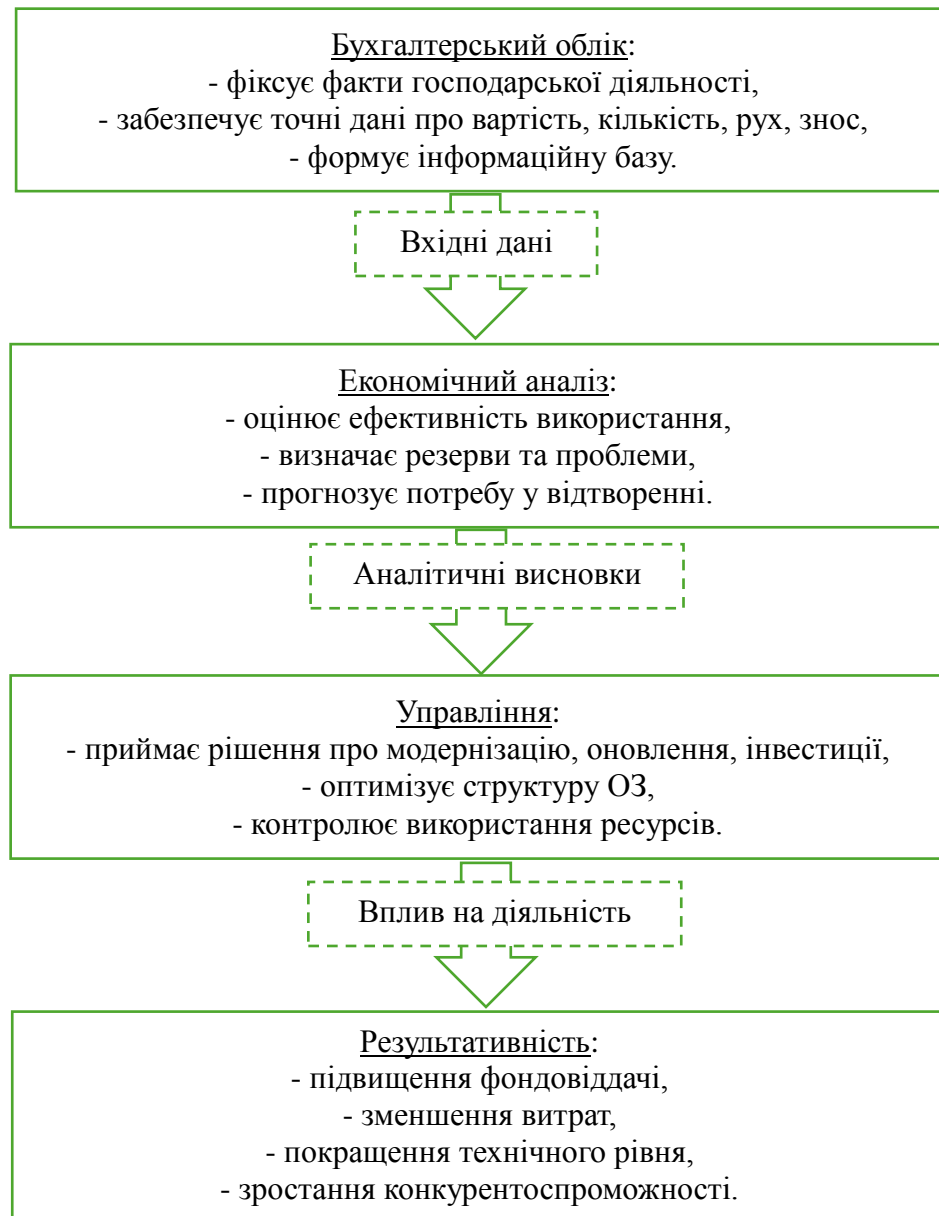 Бухгалтерський облік:
- фіксує факти господарської діяльності,
- забезпечує точні дані про вартість, кількість, рух, знос,
- формує інформаційну базу.
Вхідні дані
Економічний аналіз:
- оцінює ефективність використання,
- визначає резерви та проблеми,
- прогнозує потребу у відтворенні.
Аналітичні висновки
Управління:
- приймає рішення про модернізацію, оновлення, інвестиції,
- оптимізує структуру ОЗ,
- контролює використання ресурсів.
Вплив на діяльність
Результативність:
- підвищення фондовіддачі,
- зменшення витрат,
- покращення технічного рівня,
- зростання конкурентоспроможності.